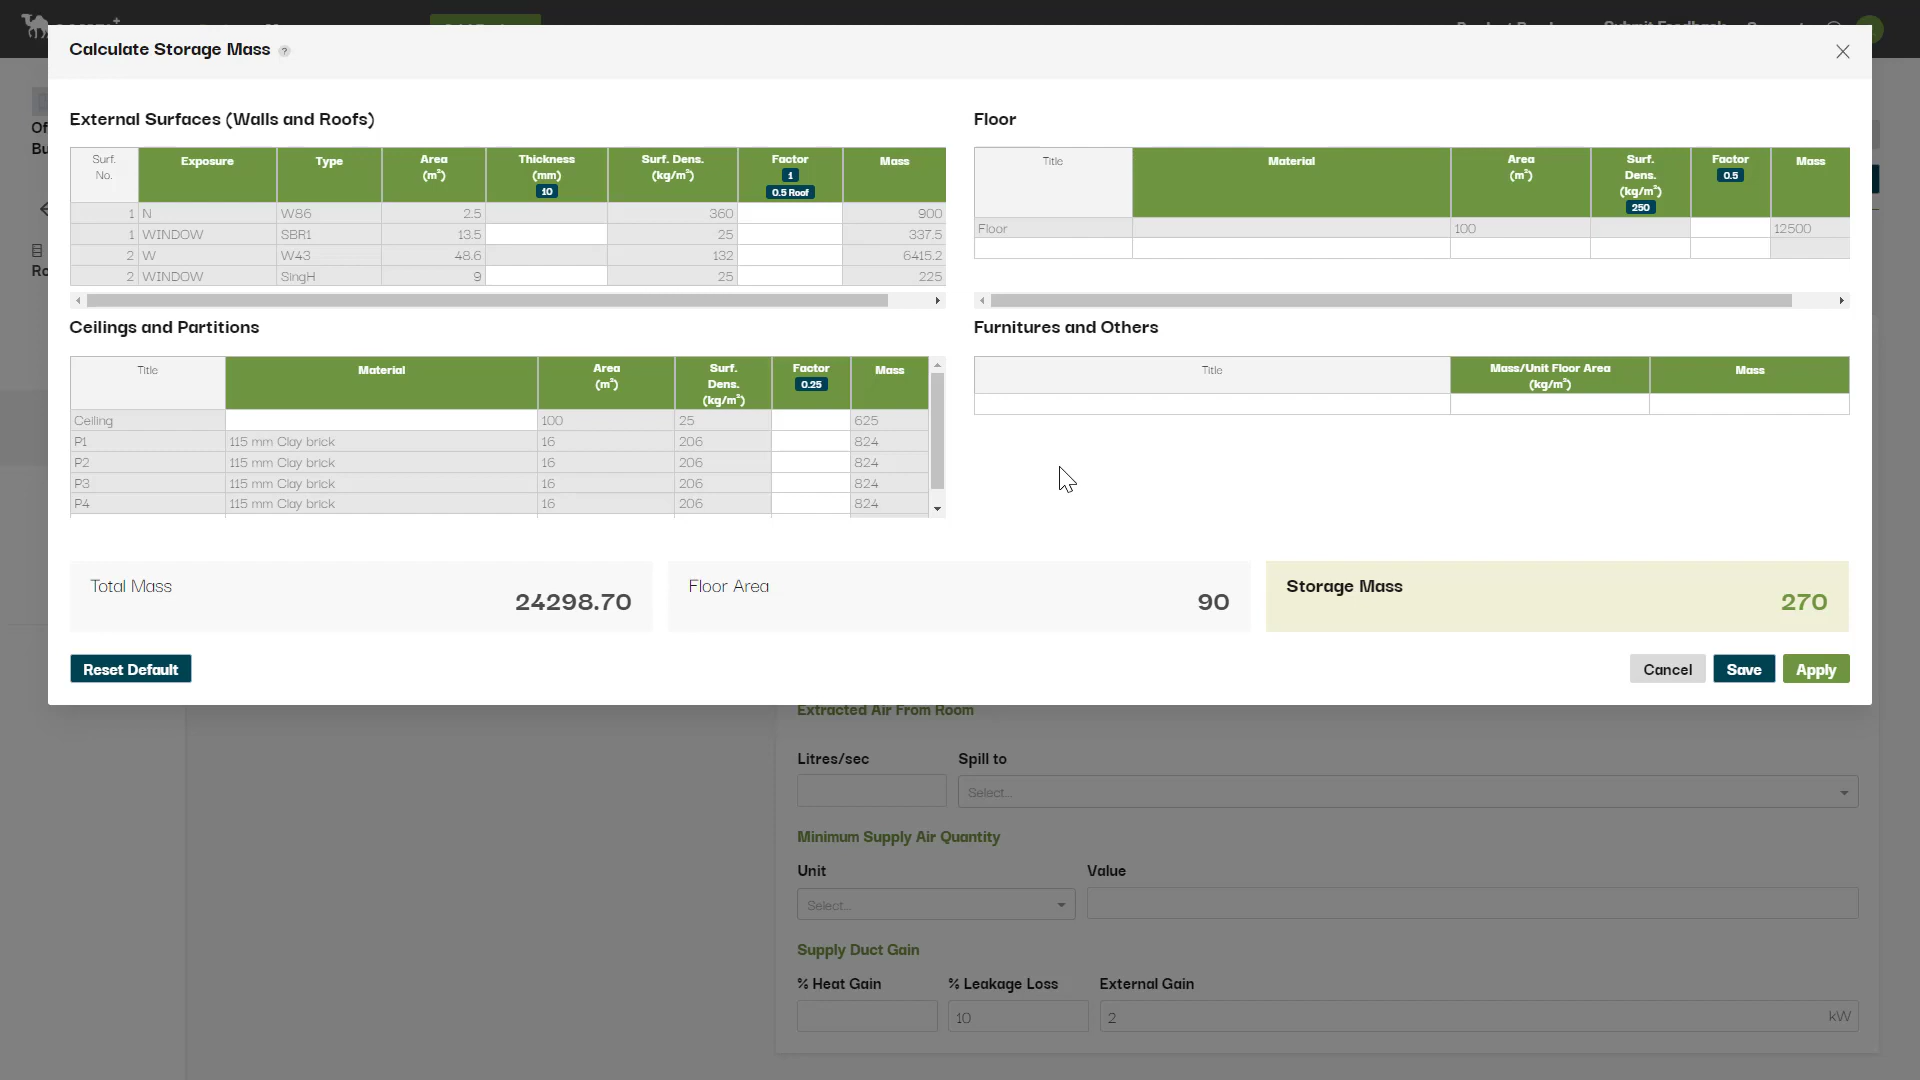 Calculate Storage Mass ?
External Surfaces (Walls and Roofs)
Surf. No. Exposure Type Area (m²) Thickness (mm) 10 Surf. Dens. (kg/m²) Factor 1 0.5 Roof Mass
1 N W86 2.5 360 900
1 WINDOW SBR1 13.5 25 337.5
2 W W43 48.6 132 6415.2
2 WINDOW SingH 9 25 225
Floor
Title Material Area (m²) Surf. Dens. (kg/m²) 250 Factor 0.5 Mass
Floor 100 12500
Ceilings and Partitions
Title Material Area (m²) Surf. Dens. (kg/m²) Factor 0.25 Mass
Ceiling 100 25 625
P1 115 mm Clay brick 16 206 824
P2 115 mm Clay brick 16 206 824
P3 115 mm Clay brick 16 206 824
P4 115 mm Clay brick 16 206 824
Furnitures and Others
Title Mass/Unit Floor Area (kg/m²) Mass
Total Mass 24298.70
Floor Area 90
Storage Mass 270
Reset Default
Cancel Save Apply
Extracted Air From Room
Litres/sec Spill to
Select...
Minimum Supply Air Quantity
Unit Value
Select...
Supply Duct Gain
% Heat Gain % Leakage Loss External Gain
10 2 kW